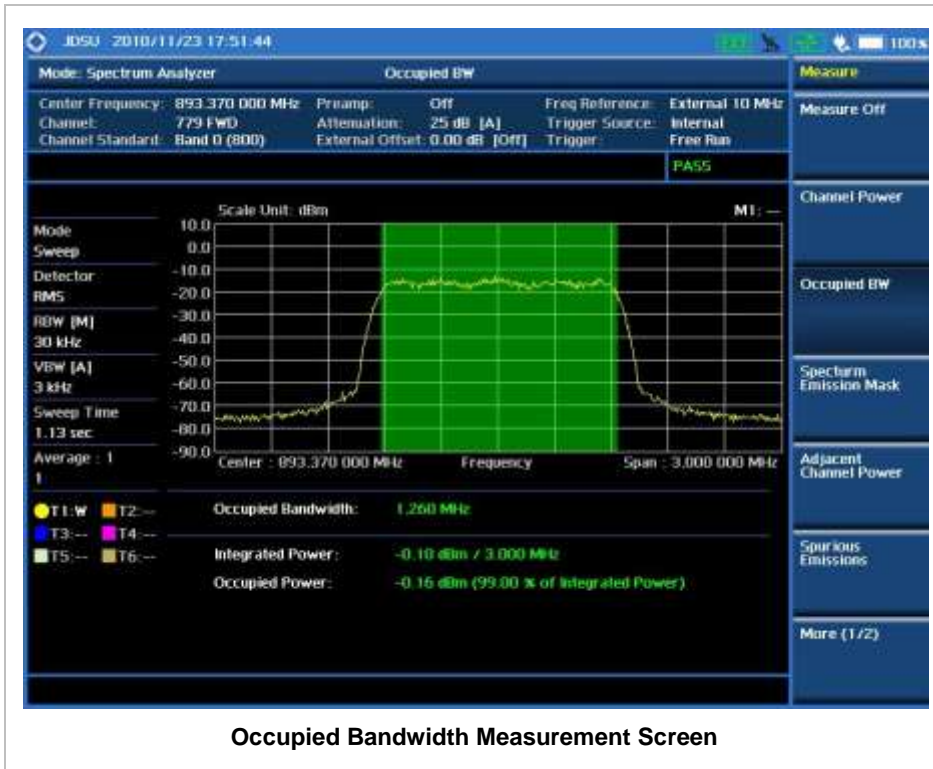 JDSU 2010/11/23 17:51:44
100%
Mode: Spectrum Analyzer Occupied BW
Measure
Center Frequency: 893.370 000 MHz Preamp: Off Freq Reference: External 10 MHz
Channel: 779 FWD Attenuation: 25 dB [A] Trigger Source: Internal
Channel Standard: Band 0 (800) External Offset: 0.00 dB [Off] Trigger: Free Run
PASS
Measure Off
Channel Power
Occupied BW
Specturm
Emission Mask
Adjacent
Channel Power
Spurious
Emissions
More (1/2)
Scale Unit: dBm M1: --
Mode
Sweep
Detector
RMS
RBW [M]
30 kHz
VBW [A]
3 kHz
Sweep Time
1.13 sec
Average : 1
1
10.0
0.0
-10.0
-20.0
-30.0
-40.0
-50.0
-60.0
-70.0
-80.0
-90.0
Center : 893.370 000 MHz Frequency Span : 3.000 000 MHz
T1:W T2:--
T3:-- T4:--
T5:-- T6:--
Occupied Bandwidth: 1.260 MHz
Integrated Power: -0.10 dBm / 3.000 MHz
Occupied Power: -0.16 dBm (99.00 % of Integrated Power)
Occupied Bandwidth Measurement Screen